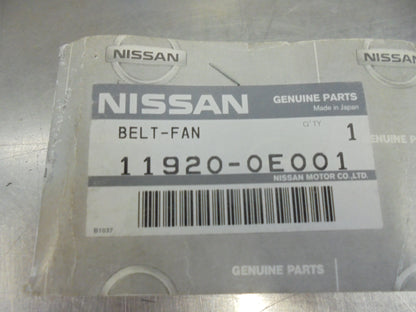 NISSAN
NISSAN
NISSAN
GENUINE PARTS
Made in Japan
BELT-FAN
Q'TY
1
11920-0E001
NISSAN MOTOR CO.,LTD.
B1037
GENUINE PARTS